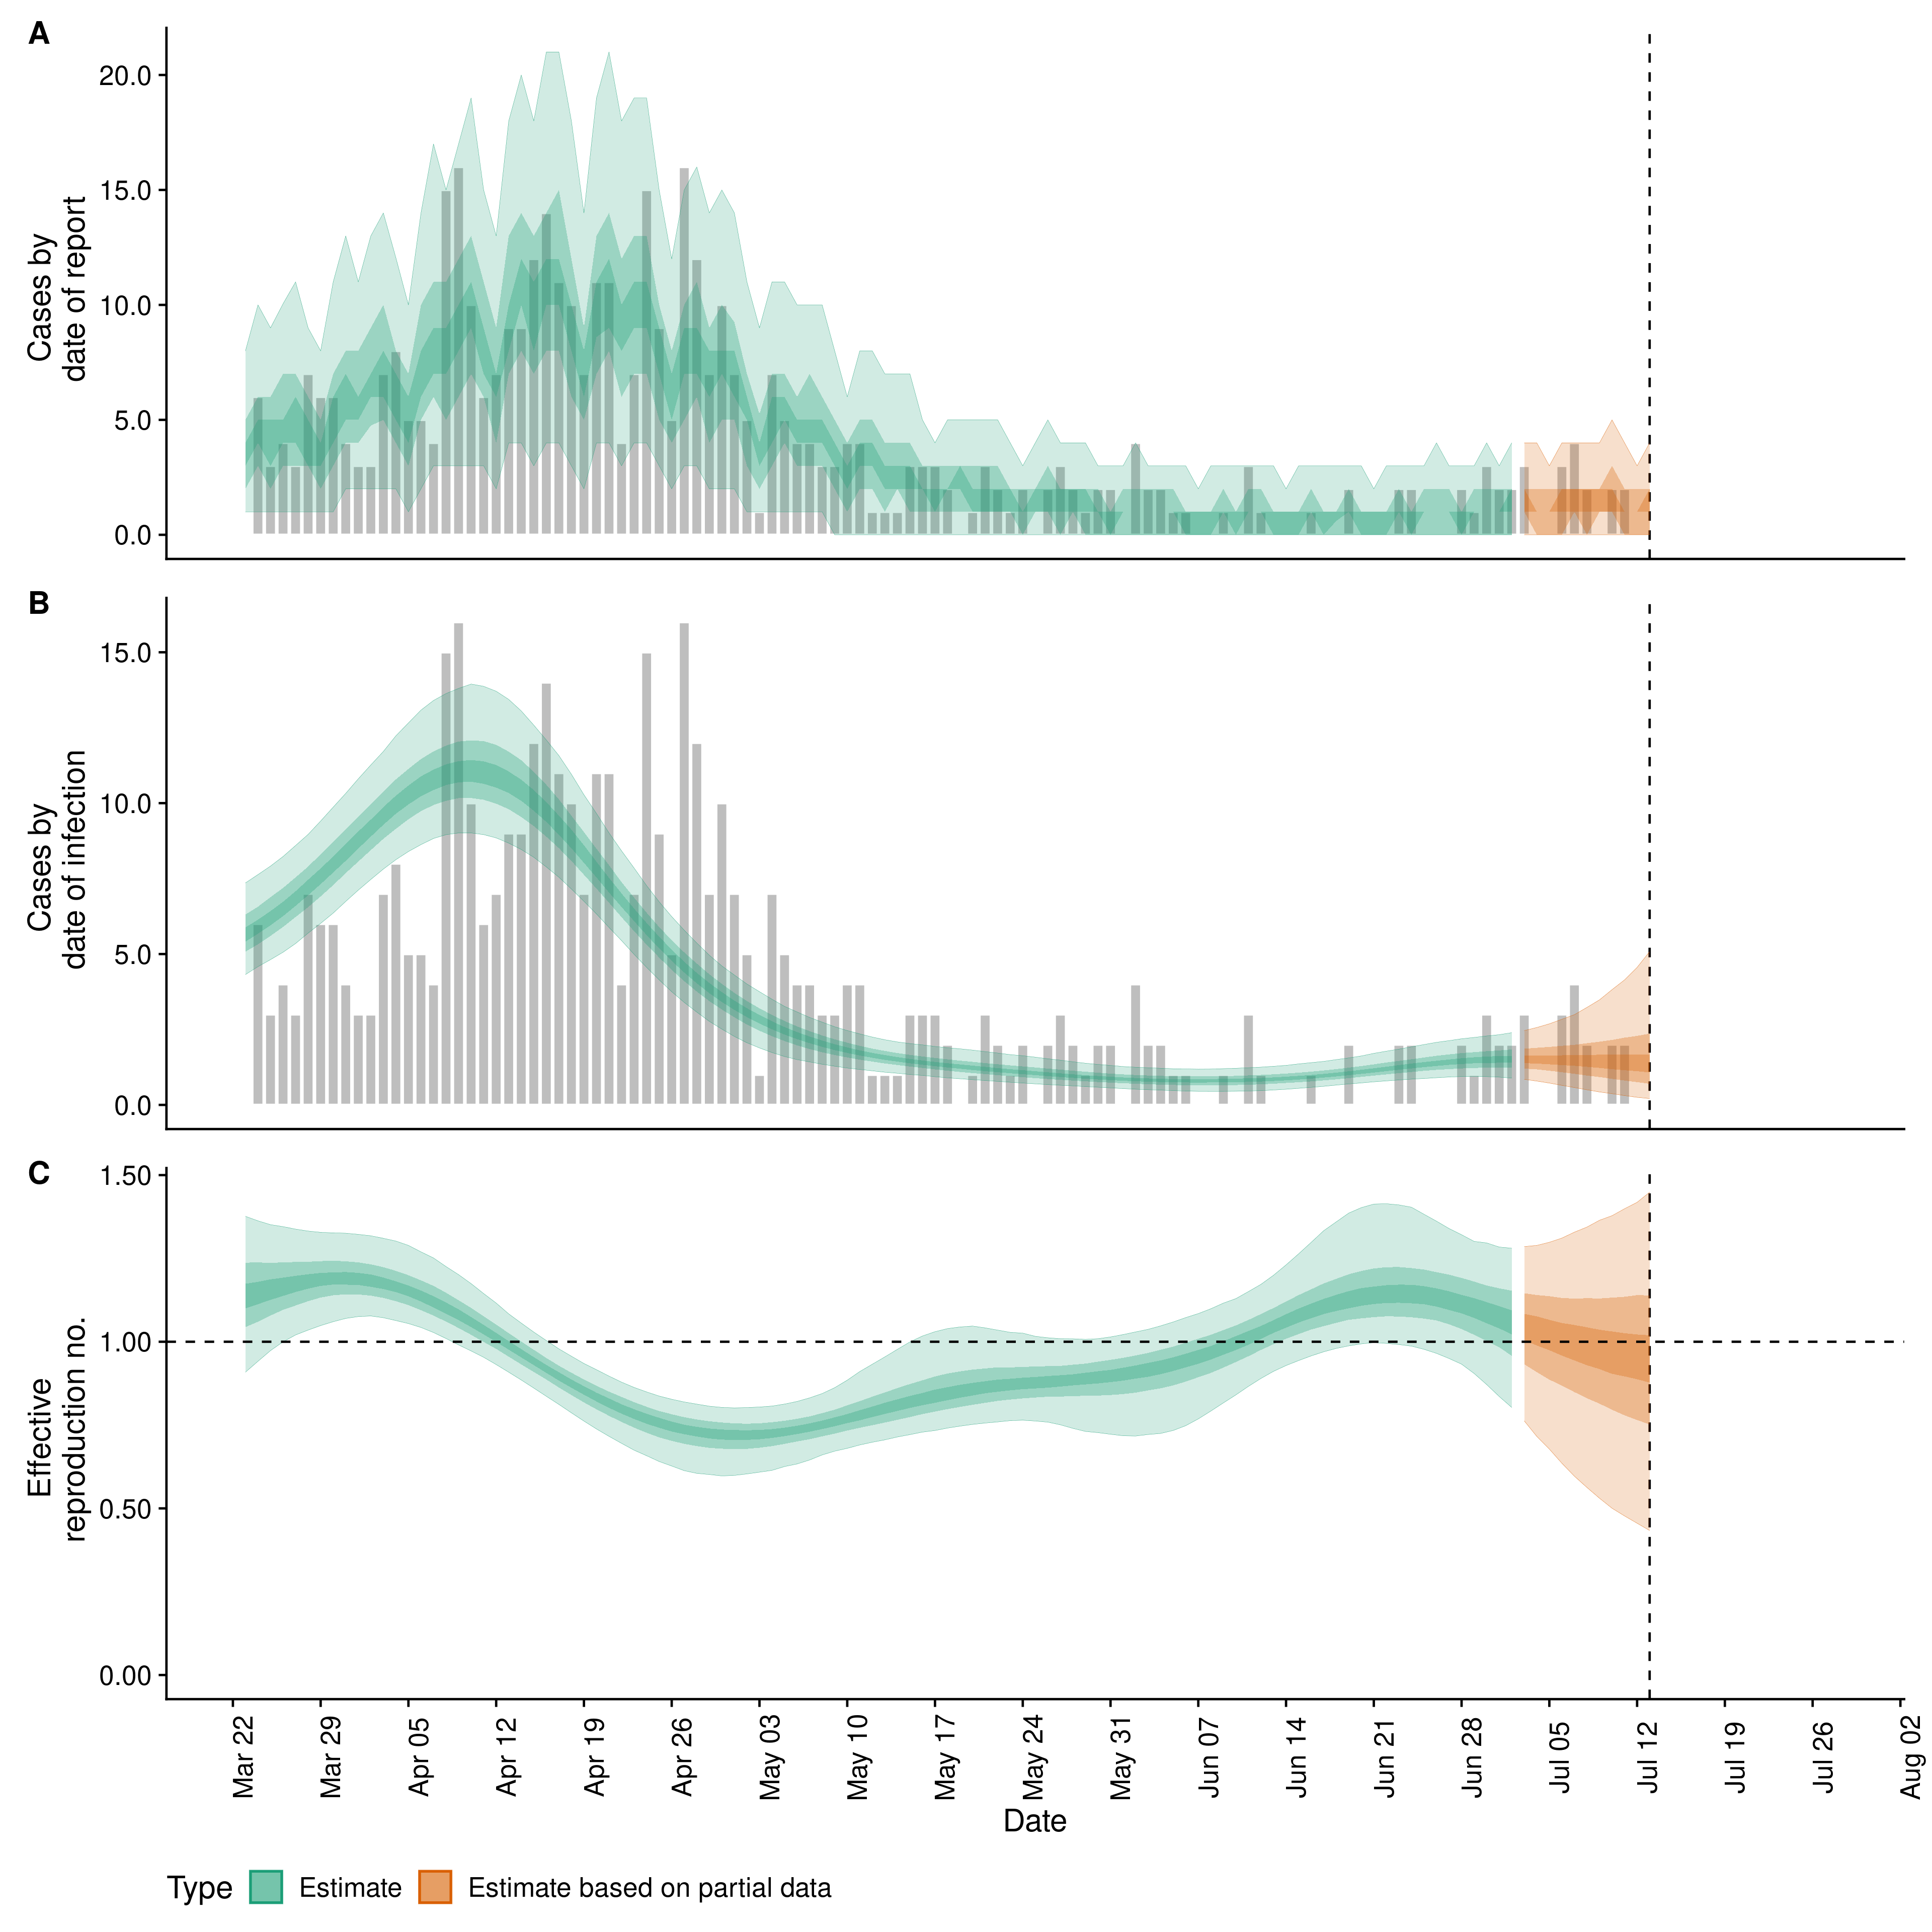 A
Cases by
date of report
20.0
15.0
10.0
5.0
0.0
B
Cases by
date of infection
15.0
10.0
5.0
0.0
C
Effective
reproduction no.
1.50
1.00
0.50
0.00
Mar 22
Mar 29
Apr 05
Apr 12
Apr 19
Apr 26
May 03
May 10
May 17
May 24
May 31
Jun 07
Jun 14
Jun 21
Jun 28
Jul 05
Jul 12
Jul 19
Jul 26
Aug 02
Date
Type Estimate Estimate based on partial data